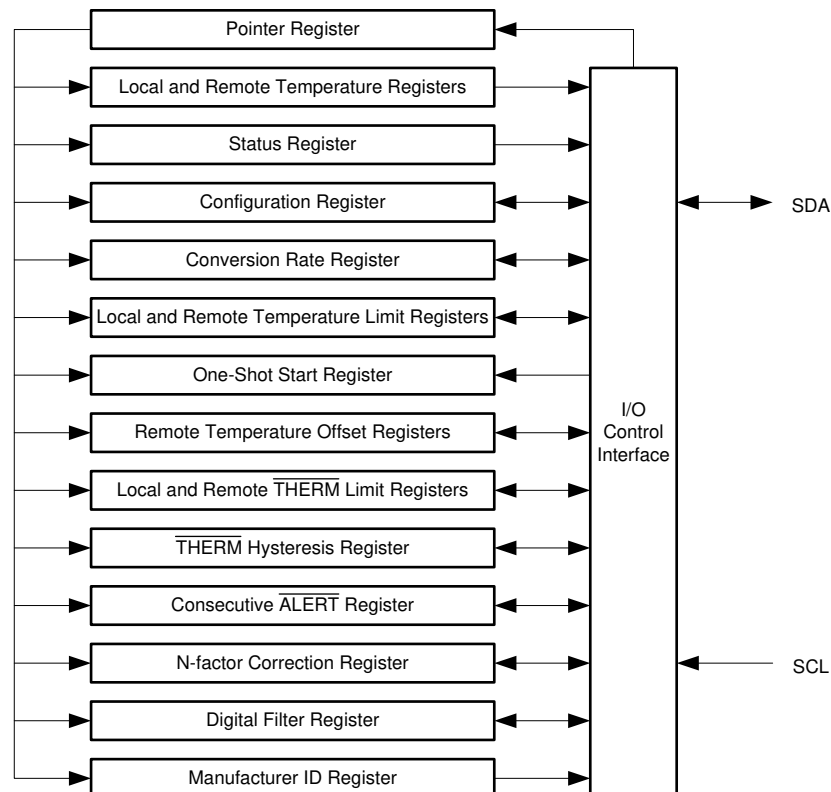 Pointer Register
Local and Remote Temperature Registers
Status Register
Configuration Register
SDA
Conversion Rate Register
Local and Remote Temperature Limit Registers
One-Shot Start Register
I/O
Control
Interface
Remote Temperature Offset Registers
Local and Remote THERM Limit Registers
THERM Hysteresis Register
Consecutive ALERT Register
N-factor Correction Register
SCL
Digital Filter Register
Manufacturer ID Register